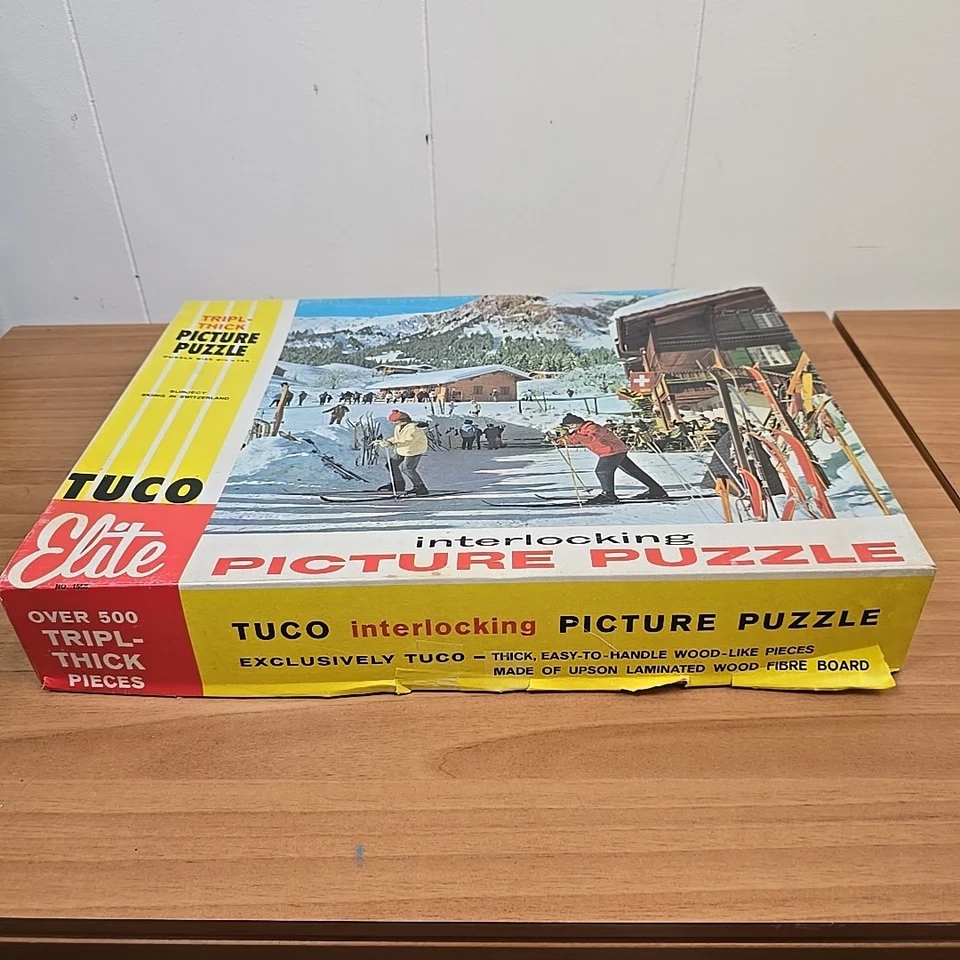 TRIPL-
THICK
PICTURE
PUZZLE
SUBJECT
SKIING IN SWITZERLAND
TUCO
Elite
interlocking
PICTURE PUZZLE
OVER 500
TRIPL-
THICK
PIECES
TUCO interlocking PICTURE PUZZLE
EXCLUSIVELY TUCO – THICK, EASY-TO-HANDLE WOOD-LIKE PIECES
MADE OF UPSON LAMINATED WOOD FIBRE BOARD